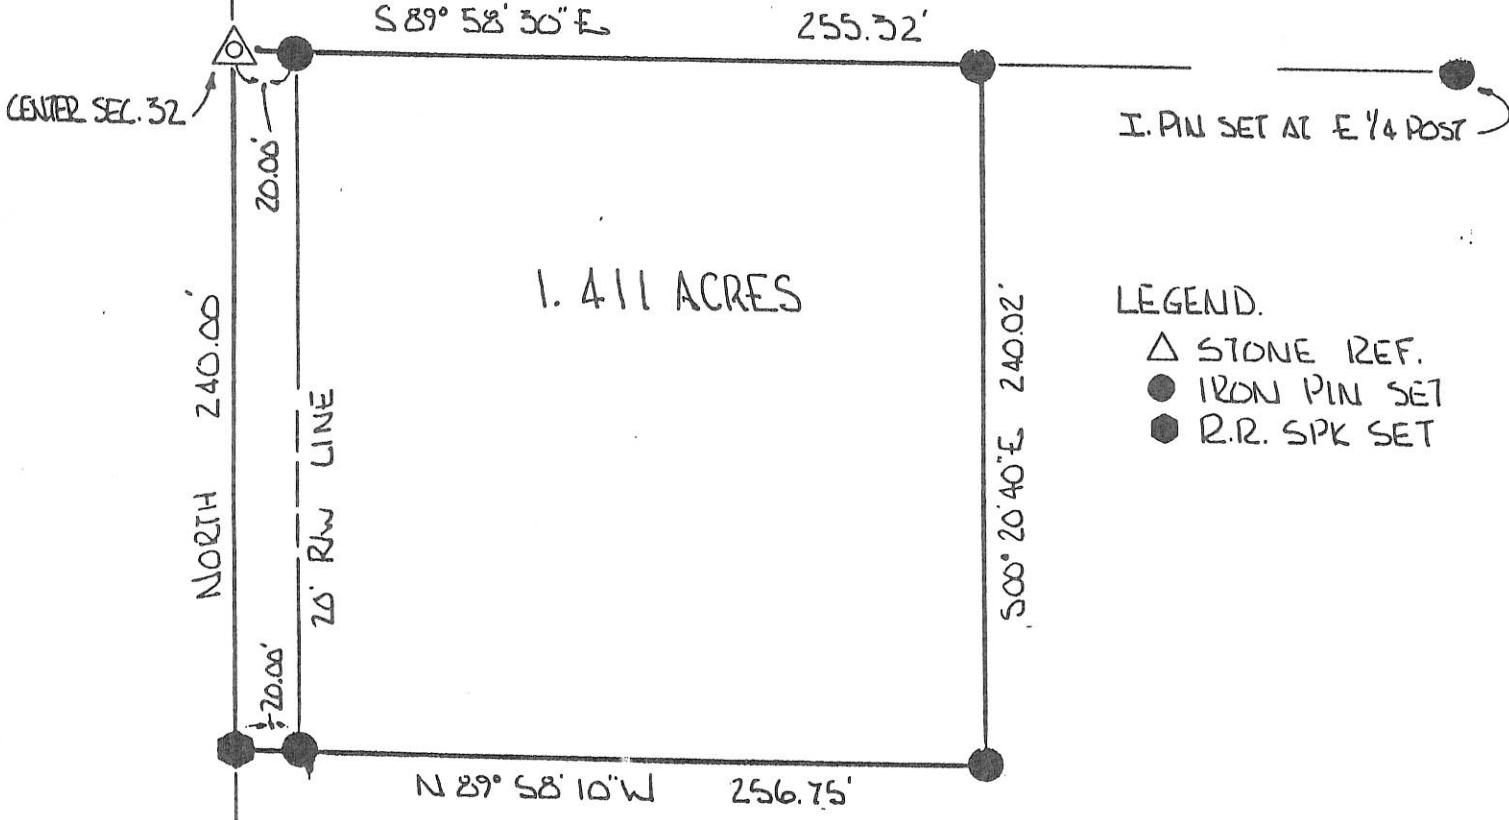 S 89° 58' 30" E 255.32'
CENTER SEC. 32
20.00'
I. PIN SET AT E 1/4 POST
1.411 ACRES
NORTH 240.00'
20' R/W LINE
S00° 20' 40" E 240.02'
LEGEND.
△ STONE REF.
● IRON PIN SET
⬢ R.R. SPK SET
20.00'
N 89° 58' 10" W 256.75'